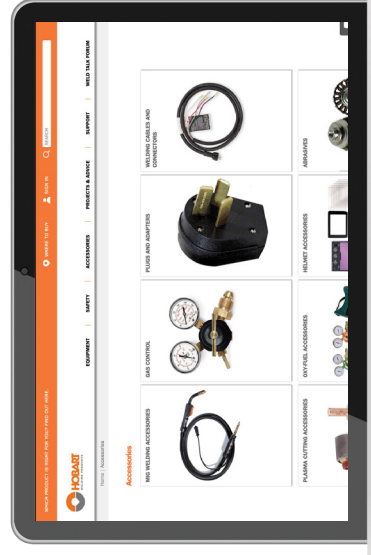 WHICH PRODUCT IS RIGHT FOR YOU? FIND OUT HERE.
WHERE TO BUY
SIGN IN
SEARCH
HOBART
EQUIPMENT | SAFETY | ACCESSORIES | PROJECTS & ADVICE | SUPPORT | WELD TALK FORUM
Home | Accessories
Accessories
MIG WELDING ACCESSORIES
GAS CONTROL
PLUGS AND ADAPTERS
WELDING CABLES AND
CONNECTORS
PLASMA CUTTING ACCESSORIES
OXY-FUEL ACCESSORIES
HELMET ACCESSORIES
ABRASIVES